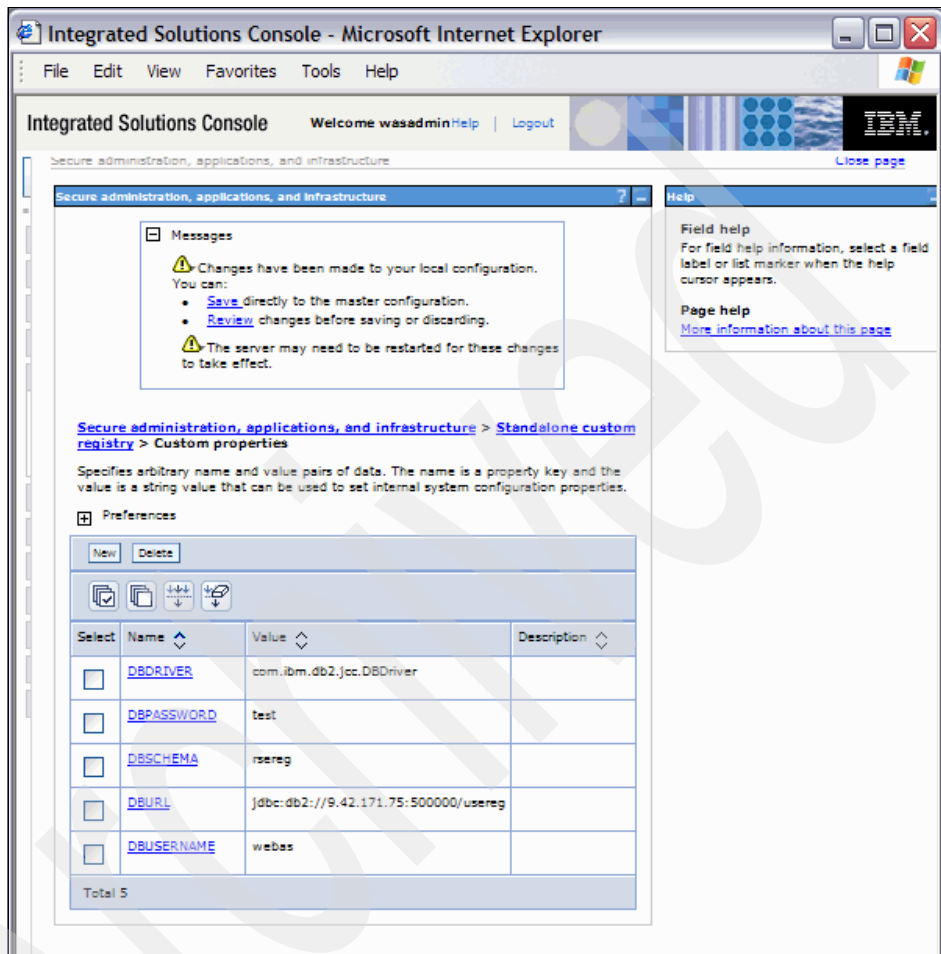 Integrated Solutions Console - Microsoft Internet Explorer
File Edit View Favorites Tools Help
Integrated Solutions Console Welcome wasadmin Help | Logout IBM.
Secure administration, applications, and infrastructure Close page
Secure administration, applications, and infrastructure ? Help
Messages
Changes have been made to your local configuration.
You can:
• Save directly to the master configuration.
• Review changes before saving or discarding.
The server may need to be restarted for these changes
to take effect.
Field help
For field help information, select a field
label or list marker when the help
cursor appears.
Page help
More information about this page
Secure administration, applications, and infrastructure > Standalone custom
registry > Custom properties
Specifies arbitrary name and value pairs of data. The name is a property key and the
value is a string value that can be used to set internal system configuration properties.
Preferences
New Delete
Select Name Value Description
DBDRIVER com.ibm.db2.jcc.DBDriver
DBPASSWORD test
DBSCHEMA rsereg
DBURL jdbc:db2://9.42.171.75:500000/usereg
DBUSERNAME webas
Total 5